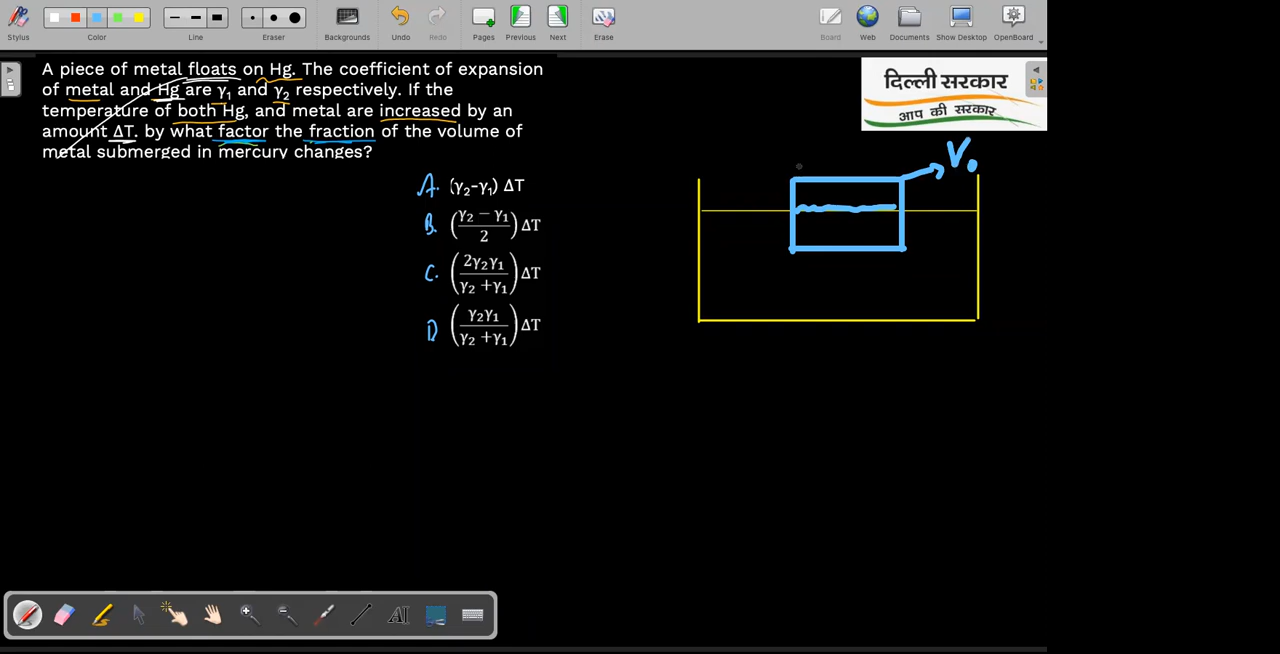 Stylus Color Line Eraser Backgrounds Undo Redo Pages Previous Next Erase Board Web Documents Show Desktop OpenBoard
A piece of metal floats on Hg. The coefficient of expansion
of metal and Hg are γ₁ and γ₂ respectively. If the
temperature of both Hg, and metal are increased by an
amount ΔT. by what factor the fraction of the volume of
metal submerged in mercury changes?
दिल्ली सरकार
आप की सरकार
V₀
A. (γ₂-γ₁) ΔT
B. ((γ₂ − γ₁)/2) ΔT
C. (2γ₂γ₁/(γ₂ +γ₁)) ΔT
D (γ₂γ₁/(γ₂ +γ₁)) ΔT
AI